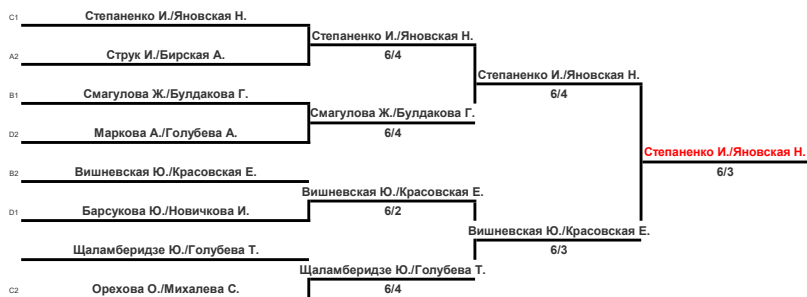 C1 Степаненко И./Яновская Н.
Степаненко И./Яновская Н.
A2 Струк И./Бирская А.
6/4
Степаненко И./Яновская Н.
6/4
B1 Смагулова Ж./Булдакова Г.
Смагулова Ж./Булдакова Г.
D2 Маркова А./Голубева А.
6/4
Степаненко И./Яновская Н.
6/3
B2 Вишневская Ю./Красовская Е.
Вишневская Ю./Красовская Е.
D1 Барсукова Ю./Новичкова И.
6/2
Вишневская Ю./Красовская Е.
6/3
Щаламберидзе Ю./Голубева Т.
Щаламберидзе Ю./Голубева Т.
C2 Орехова О./Михалева С.
6/4